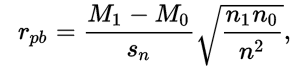 r_{pb} = \frac{M_1 - M_0}{s_n} \sqrt{\frac{n_1 n_0}{n^2}},